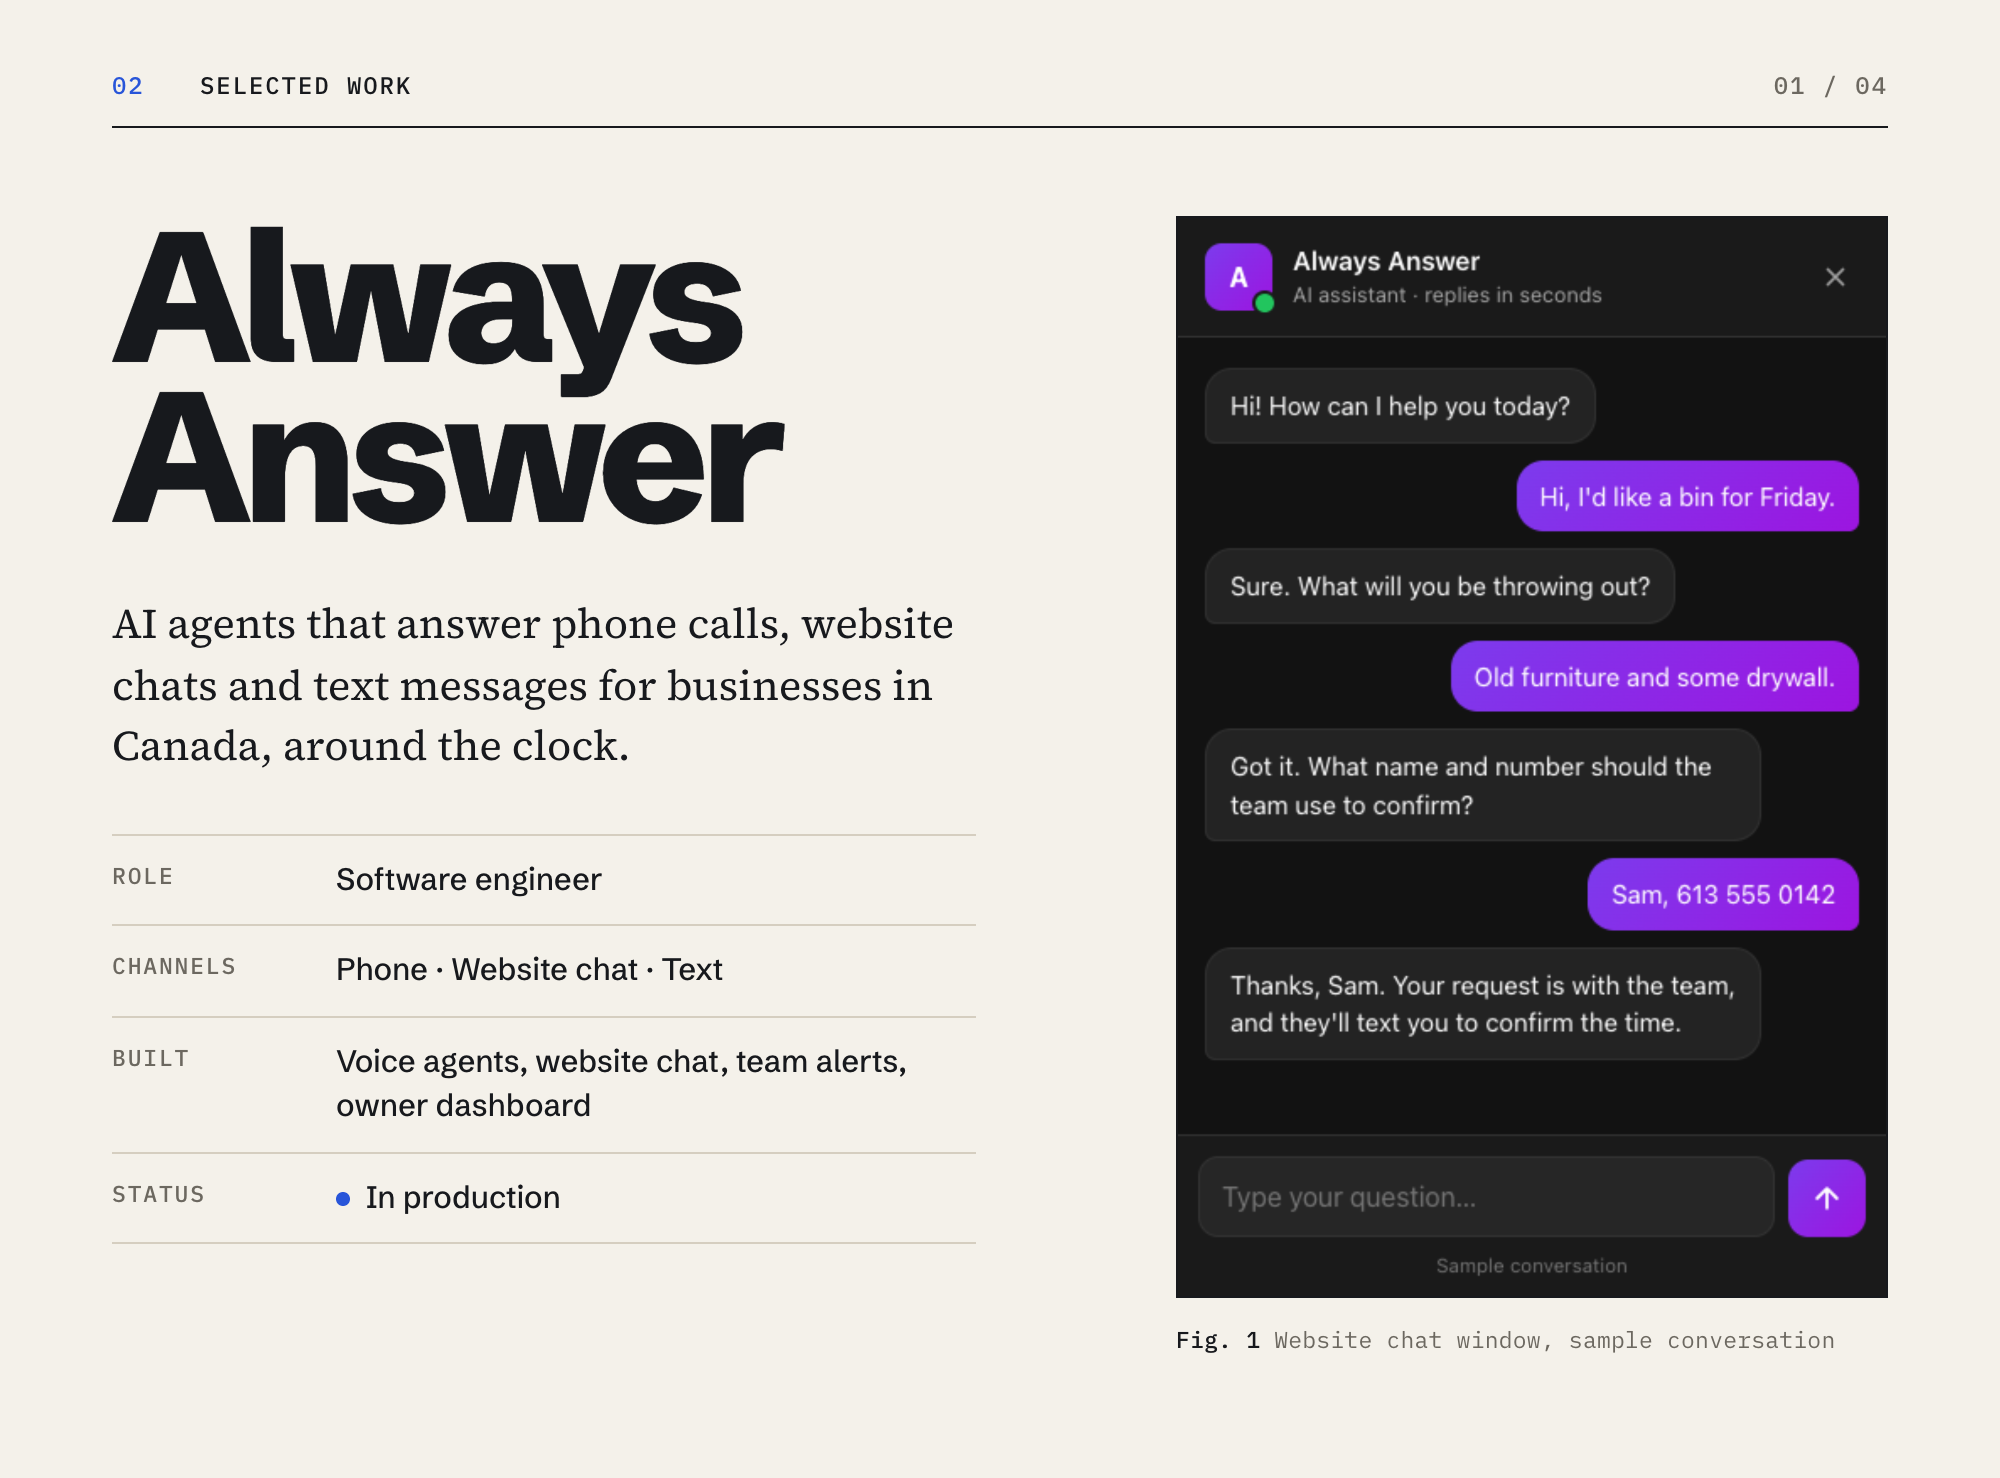 02 SELECTED WORK 01 / 04
Always
Answer
AI agents that answer phone calls, website
chats and text messages for businesses in
Canada, around the clock.
ROLE Software engineer
CHANNELS Phone · Website chat · Text
BUILT Voice agents, website chat, team alerts,
owner dashboard
STATUS In production
A
Always Answer
AI assistant · replies in seconds
Hi! How can I help you today?
Hi, I'd like a bin for Friday.
Sure. What will you be throwing out?
Old furniture and some drywall.
Got it. What name and number should the
team use to confirm?
Sam, 613 555 0142
Thanks, Sam. Your request is with the team,
and they'll text you to confirm the time.
Type your question...
Sample conversation
Fig. 1 Website chat window, sample conversation